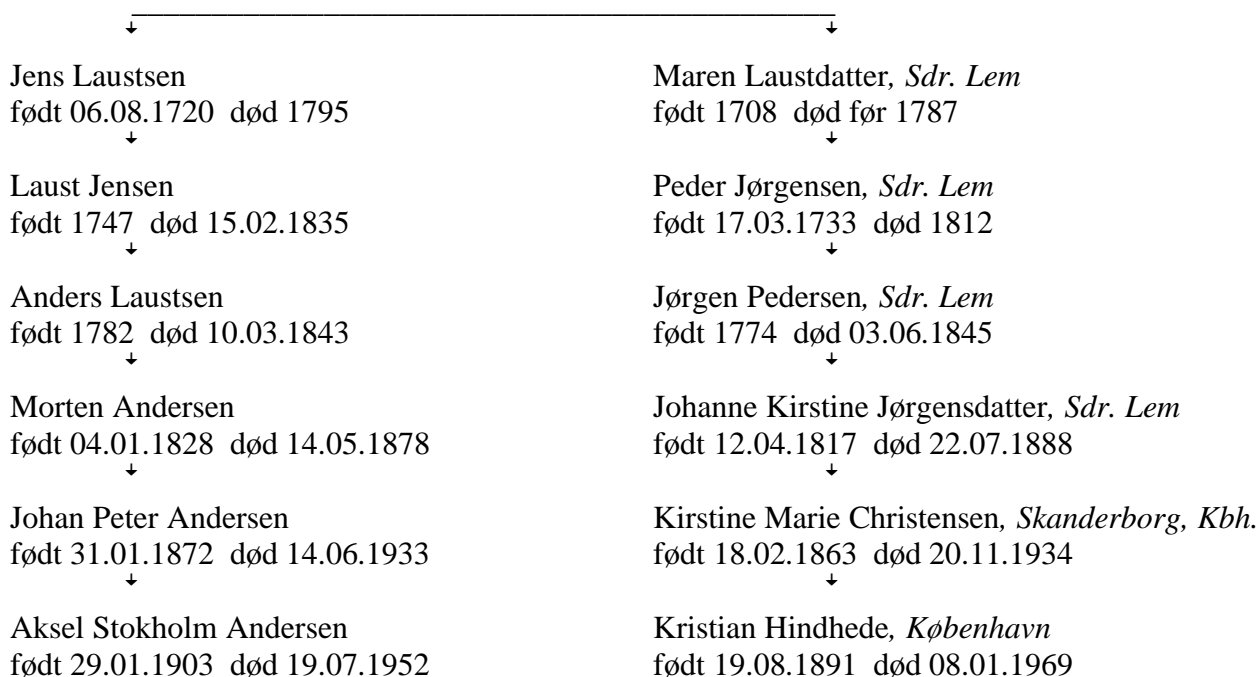 Jens Laustsen
født 06.08.1720 død 1795
Maren Laustdatter, Sdr. Lem
født 1708 død før 1787
Laust Jensen
født 1747 død 15.02.1835
Peder Jørgensen, Sdr. Lem
født 17.03.1733 død 1812
Anders Laustsen
født 1782 død 10.03.1843
Jørgen Pedersen, Sdr. Lem
født 1774 død 03.06.1845
Morten Andersen
født 04.01.1828 død 14.05.1878
Johanne Kirstine Jørgensdatter, Sdr. Lem
født 12.04.1817 død 22.07.1888
Johan Peter Andersen
født 31.01.1872 død 14.06.1933
Kirstine Marie Christensen, Skanderborg, Kbh.
født 18.02.1863 død 20.11.1934
Aksel Stokholm Andersen
født 29.01.1903 død 19.07.1952
Kristian Hindhede, København
født 19.08.1891 død 08.01.1969